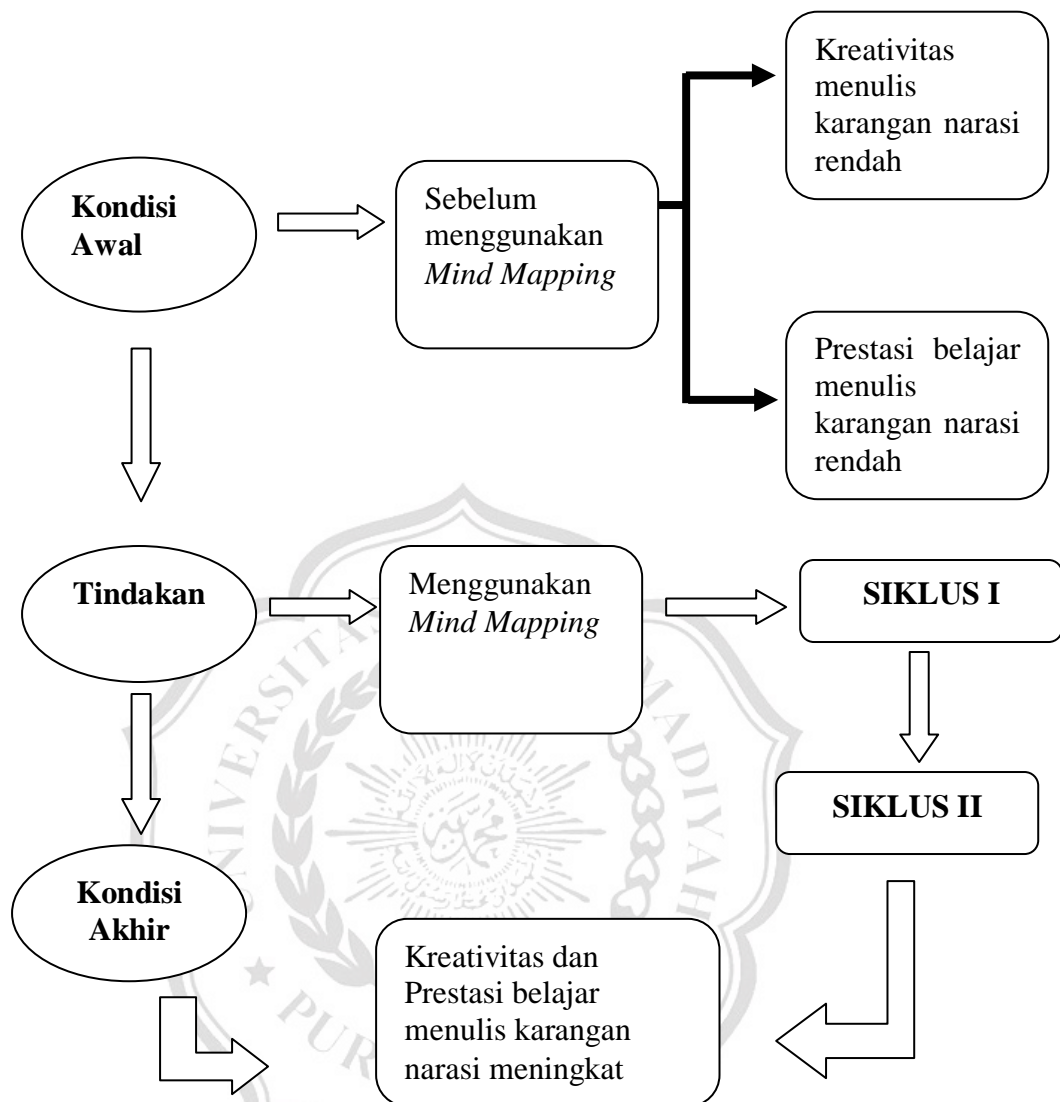 Kreativitas
menulis
karangan narasi
rendah
Kondisi
Awal
Sebelum
menggunakan
Mind Mapping
Prestasi belajar
menulis
karangan narasi
rendah
Tindakan
Menggunakan
Mind Mapping
SIKLUS I
SIKLUS II
Kondisi
Akhir
Kreativitas dan
Prestasi belajar
menulis karangan
narasi meningkat